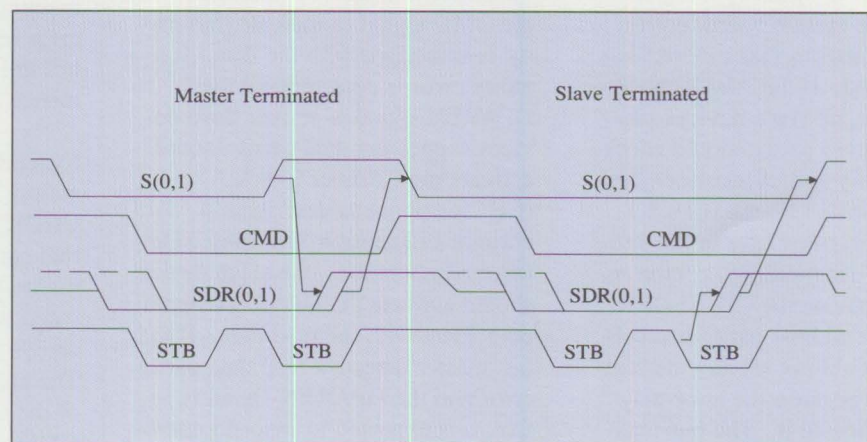 Master Terminated Slave Terminated
S(0,1) S(0,1)
CMD CMD
SDR(0,1) SDR(0,1)
STB STB STB STB